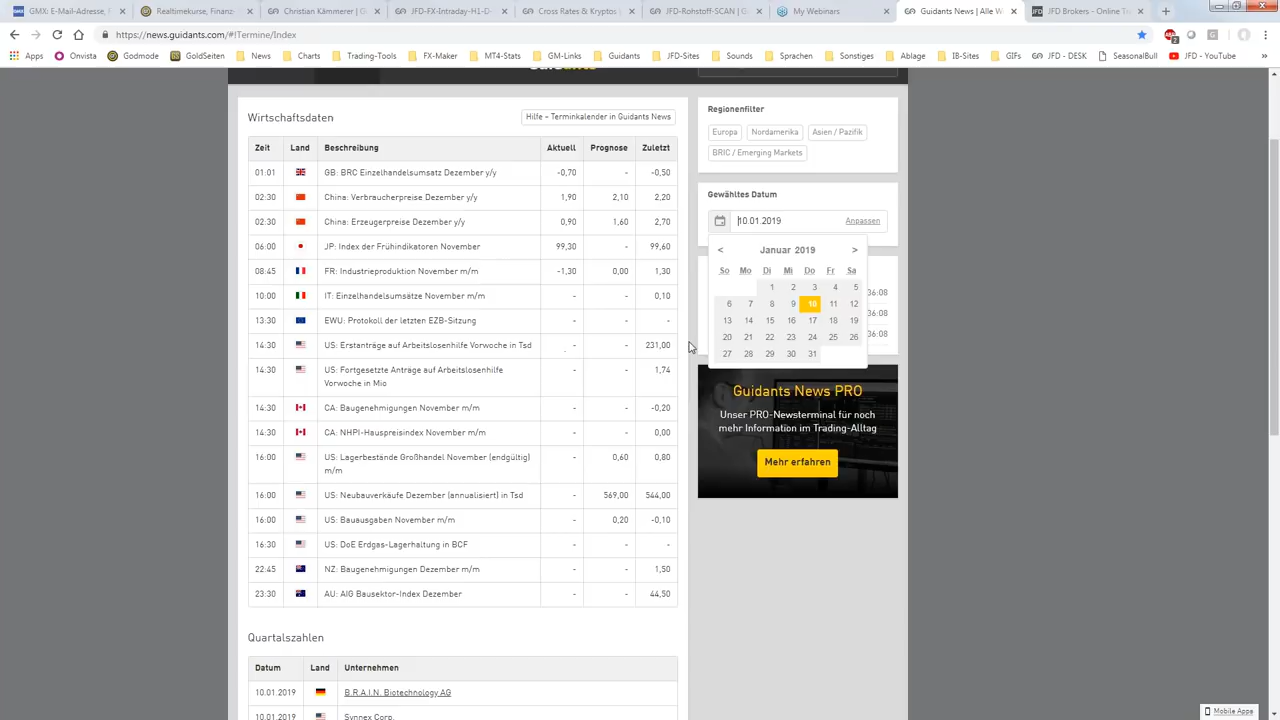 GMX: E-Mail-Adresse, F
Realtimekurse, Finanz-
Christian Kämmerer | G
JFD-FX-Intraday-H1-D-
Cross Rates & Kryptos |
JFD-Rohstoff-SCAN | G
My Webinars
Guidants News | Alle W
JFD Brokers - Online Tr
https://news.guidants.com/#!Termine/Index
Apps Onvista Godmode GoldSeiten News Charts Trading-Tools FX-Maker MT4-Stats GM-Links Guidants JFD-Sites Sounds Sprachen Sonstiges Ablage IB-Sites GIFs JFD - DESK SeasonalBull JFD - YouTube »
Wirtschaftsdaten
Hilfe – Terminkalender in Guidants News
Zeit Land Beschreibung Aktuell Prognose Zuletzt
01:01 GB: BRC Einzelhandelsumsatz Dezember y/y -0,70 - -0,50
02:30 China: Verbraucherpreise Dezember y/y 1,90 2,10 2,20
02:30 China: Erzeugerpreise Dezember y/y 0,90 1,60 2,70
06:00 JP: Index der Frühindikatoren November 99,30 - 99,60
08:45 FR: Industrieproduktion November m/m -1,30 0,00 1,30
10:00 IT: Einzelhandelsumsätze November m/m - - 0,10
13:30 EWU: Protokoll der letzten EZB-Sitzung - - -
14:30 US: Erstanträge auf Arbeitslosenhilfe Vorwoche in Tsd - - 231,00
14:30 US: Fortgesetzte Anträge auf Arbeitslosenhilfe - - 1,74
Vorwoche in Mio
14:30 CA: Baugenehmigungen November m/m - - -0,20
14:30 CA: NHPI-Hauspreisindex November m/m - - 0,00
16:00 US: Lagerbestände Großhandel November (endgültig) - 0,60 0,80
m/m
16:00 US: Neubauverkäufe Dezember (annualisiert) in Tsd - 569,00 544,00
16:00 US: Bauausgaben November m/m - 0,20 -0,10
16:30 US: DoE Erdgas-Lagerhaltung in BCF - - -
22:45 NZ: Baugenehmigungen Dezember m/m - - 1,50
23:30 AU: AIG Bausektor-Index Dezember - - 44,50
Quartalszahlen
Datum Land Unternehmen
10.01.2019 B.R.A.I.N. Biotechnology AG
10.01.2019 Synnex Corp.
Regionenfilter
Europa Nordamerika Asien / Pazifik
BRIC / Emerging Markets
Gewähltes Datum
10.01.2019 Anpassen
< Januar 2019 >
So Mo Di Mi Do Fr Sa
1 2 3 4 5
6 7 8 9 10 11 12
13 14 15 16 17 18 19
20 21 22 23 24 25 26
27 28 29 30 31
36:08
36:08
36:08
Guidants News PRO
Unser PRO-Newsterminal für noch
mehr Information im Trading-Alltag
Mehr erfahren
Mobile Apps